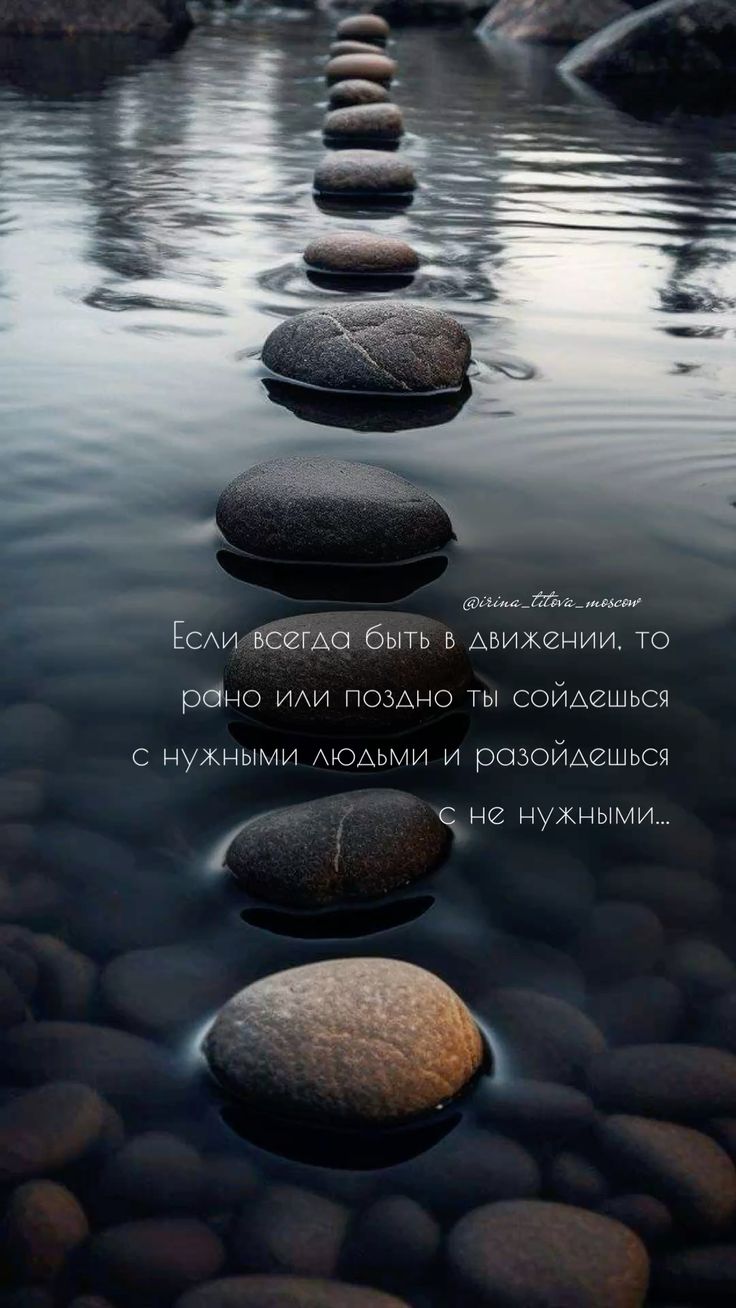 @irina_titova_moscow
Если всегда быть в движении, то
рано или поздно ты сойдешься
с нужными людьми и разойдешься
с не нужными...